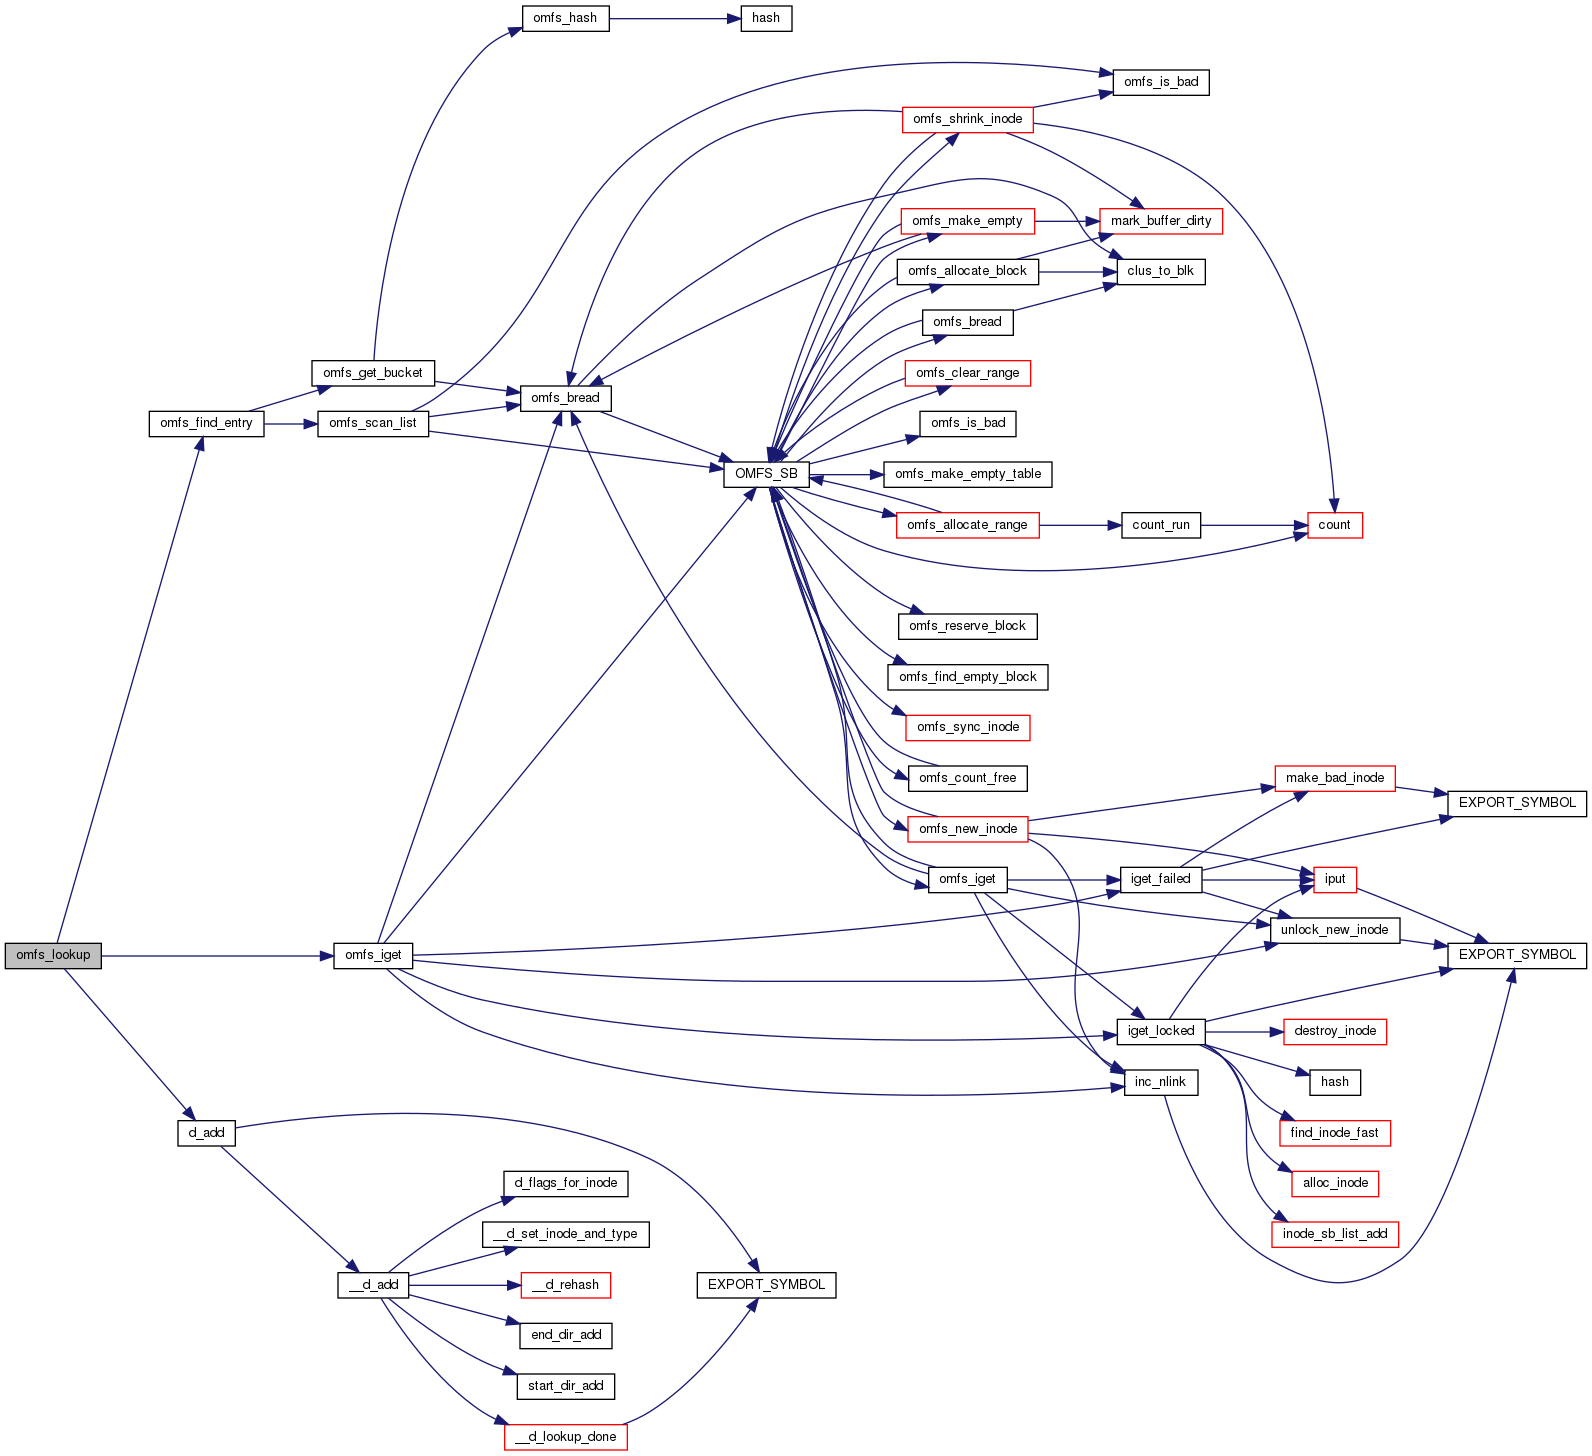 omfs_hash
hash
omfs_is_bad
omfs_shrink_inode
omfs_make_empty
mark_buffer_dirty
omfs_allocate_block
clus_to_blk
omfs_bread
omfs_get_bucket
omfs_clear_range
omfs_bread
omfs_find_entry
omfs_scan_list
omfs_is_bad
OMFS_SB
omfs_make_empty_table
omfs_allocate_range
count_run
count
omfs_reserve_block
omfs_find_empty_block
omfs_sync_inode
omfs_count_free
make_bad_inode
EXPORT_SYMBOL
omfs_new_inode
omfs_iget
iget_failed
iput
unlock_new_inode
omfs_lookup
omfs_iget
EXPORT_SYMBOL
iget_locked
destroy_inode
inc_nlink
hash
d_add
find_inode_fast
d_flags_for_inode
alloc_inode
__d_set_inode_and_type
inode_sb_list_add
__d_add
__d_rehash
EXPORT_SYMBOL
end_dir_add
start_dir_add
__d_lookup_done